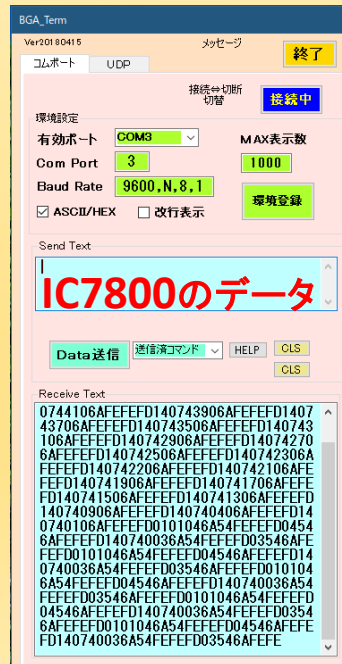 BGA_Term
Ver20180415 メッセージ
終了
コムポート UDP
接続⇔切断
切替
接続中
環境設定
有効ポート COM3 MAX表示数
Com Port 3 1000
Baud Rate 9600,N,8,1
環境登録
ASCII/HEX 改行表示
Send Text
IC7800のデータ
Data送信 送信済コマンド HELP CLS
CLS
Receive Text
0744106AFEFEFD140743906AFEFEFD1407
43706AFEFEFD140743506AFEFEFD140743
106AFEFEFD140742906AFEFEFD14074270
6AFEFEFD140742506AFEFEFD140742306A
FEFEFD140742206AFEFEFD140742106AFE
FEFD140741906AFEFEFD140741706AFEFE
FD140741506AFEFEFD140741306AFEFEFD
140740906AFEFEFD140740406AFEFEFD14
0740106AFEFEFD0101046A54FEFEFD0454
6AFEFEFD140740036A54FEFEFD03546AFE
FEFD0101046A54FEFEFD04546AFEFEFD14
0740036A54FEFEFD03546AFEFEFD010104
6A54FEFEFD04546AFEFEFD140740036A54
FEFEFD03546AFEFEFD0101046A54FEFEFD
04546AFEFEFD140740036A54FEFEFD0354
6AFEFEFD0101046A54FEFEFD04546AFEFE
FD140740036A54FEFEFD03546AFEFE